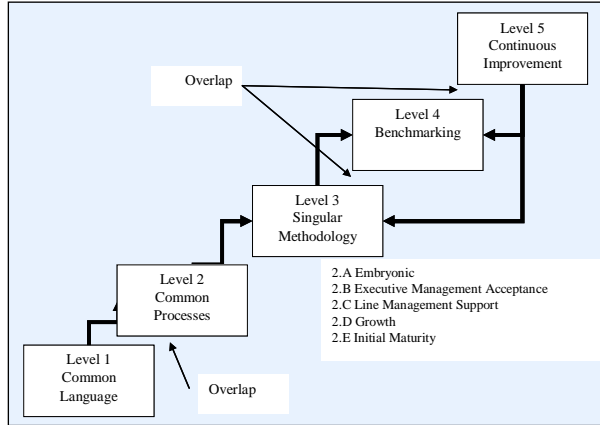 Level 5
Continuous
Improvement
Overlap
Level 4
Benchmarking
Level 3
Singular
Methodology
2.A Embryonic
2.B Executive Management Acceptance
2.C Line Management Support
2.D Growth
2.E Initial Maturity
Level 2
Common
Processes
Level 1
Common
Language
Overlap